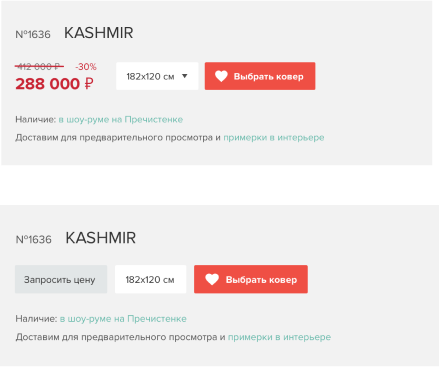 №1636 KASHMIR
412 000 ₽ -30%
288 000 ₽ 182x120 см Выбрать ковер
Наличие: в шоу-руме на Пречистенке
Доставим для предварительного просмотра и примерки в интерьере
№1636 KASHMIR
Запросить цену 182x120 см Выбрать ковер
Наличие: в шоу-руме на Пречистенке
Доставим для предварительного просмотра и примерки в интерьере